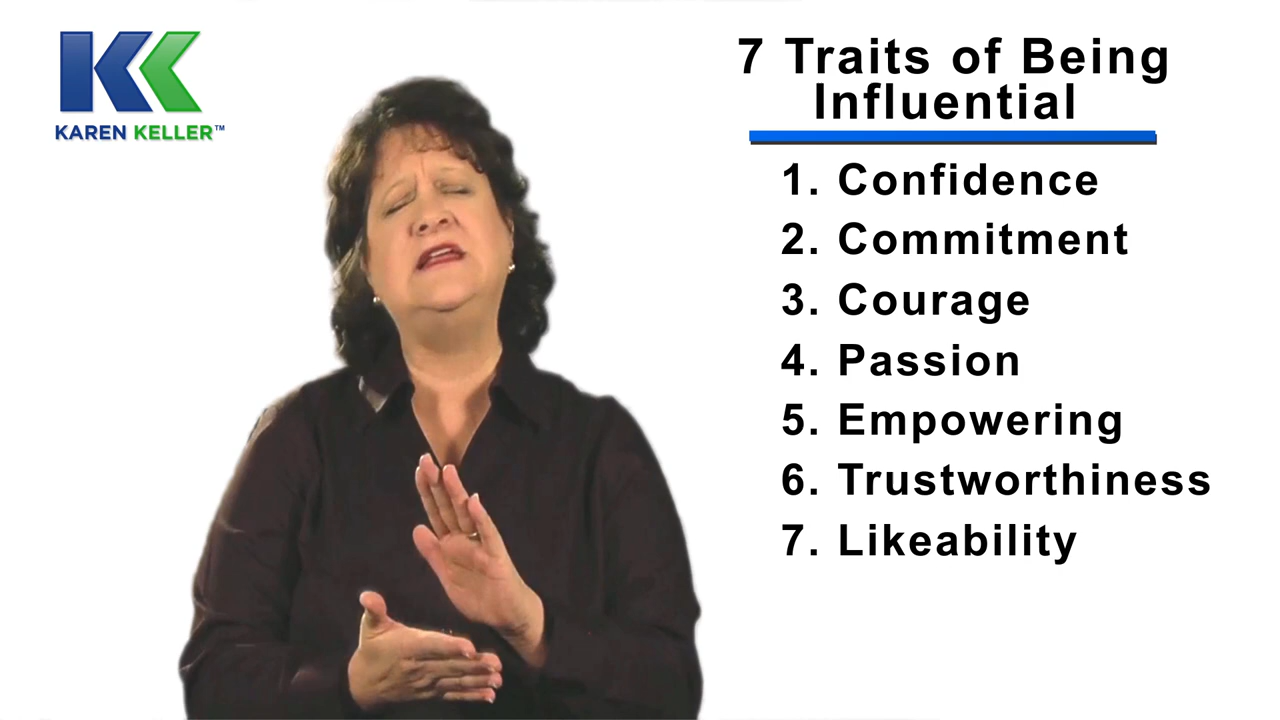 KAREN KELLER™
7 Traits of Being
Influential
1. Confidence
2. Commitment
3. Courage
4. Passion
5. Empowering
6. Trustworthiness
7. Likeability